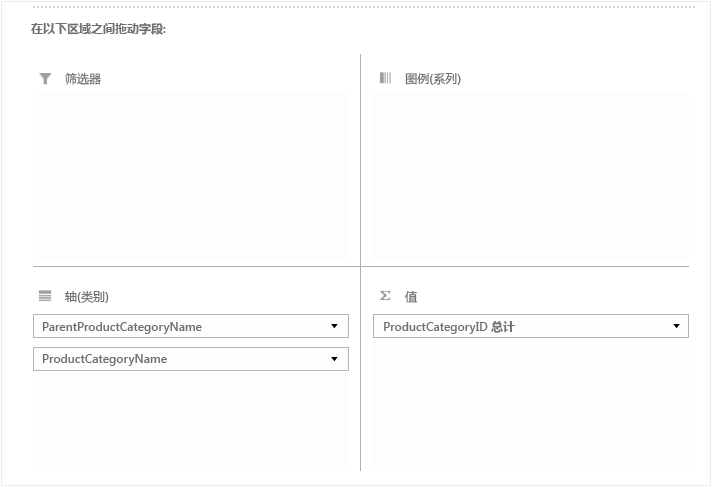 在以下区域之间拖动字段:
筛选器
图例(系列)
轴(类别)
值
ParentProductCategoryName
ProductCategoryID 总计
ProductCategoryName